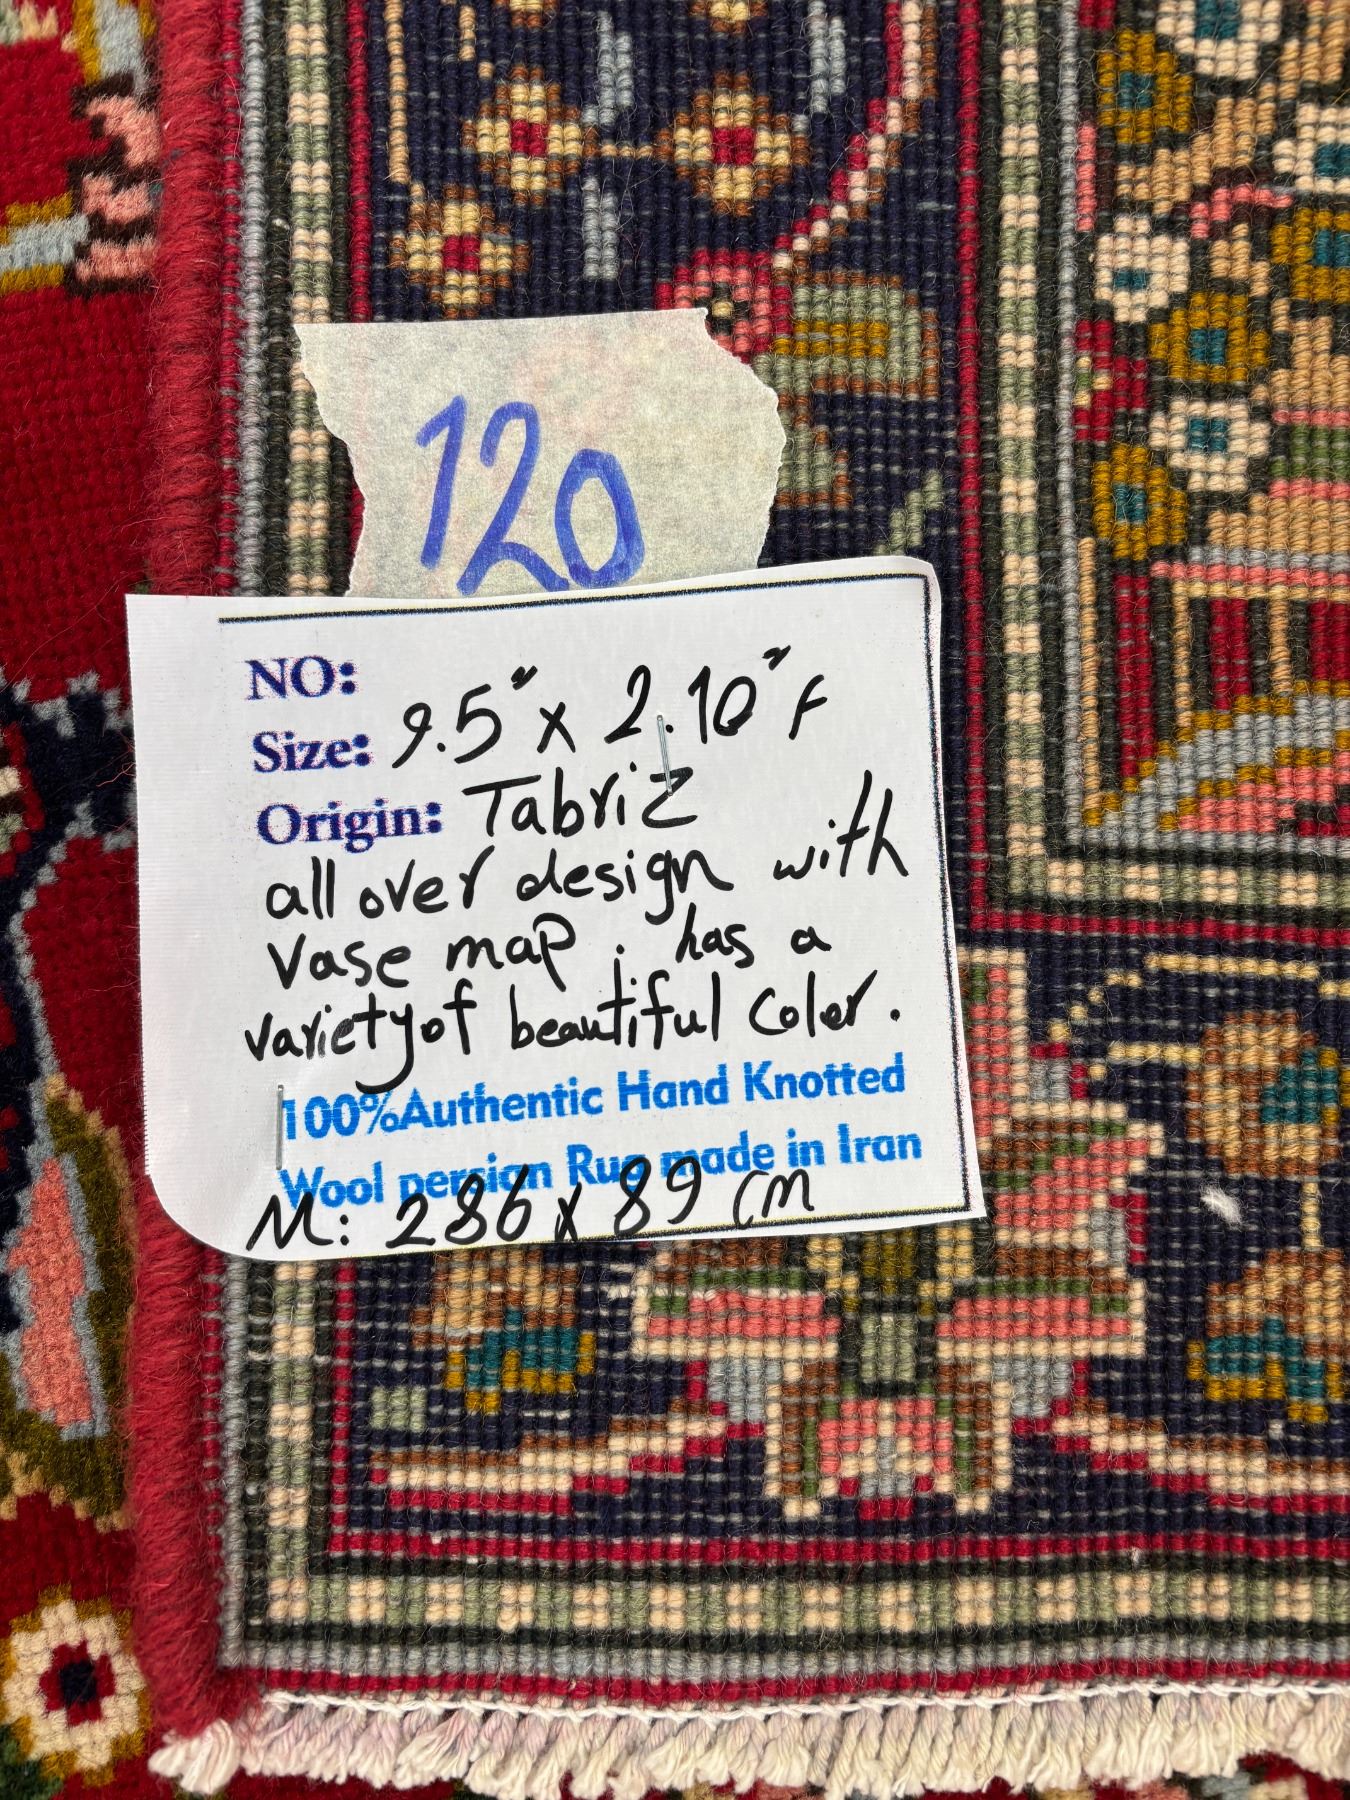 120
NO:
Size: 9.5" x 2.10" F
Origin: Tabriz
all over design with
vase map. has a
variety of beautiful color.
100%Authentic Hand Knotted
Wool persian Rug made in Iran
M: 286 x 89 cm